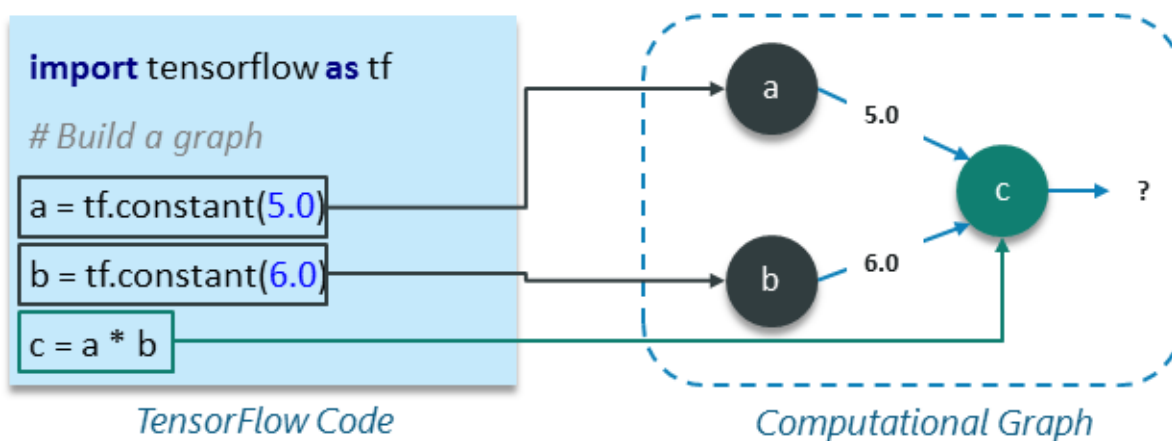 import tensorflow as tf
# Build a graph
a = tf.constant(5.0)
b = tf.constant(6.0)
c = a * b
TensorFlow Code
a
5.0
c
?
b
6.0
Computational Graph